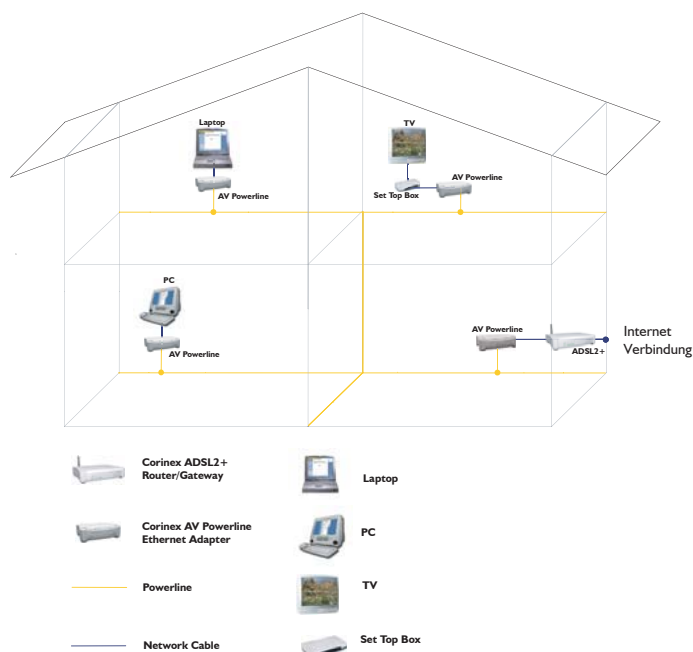 Laptop
TV
AV Powerline
AV Powerline
Set Top Box
PC
AV Powerline
AV Powerline
ADSL2+
Internet
Verbindung
Corinex ADSL2+
Router/Gateway
Laptop
Corinex AV Powerline
Ethernet Adapter
PC
Powerline
TV
Network Cable
Set Top Box